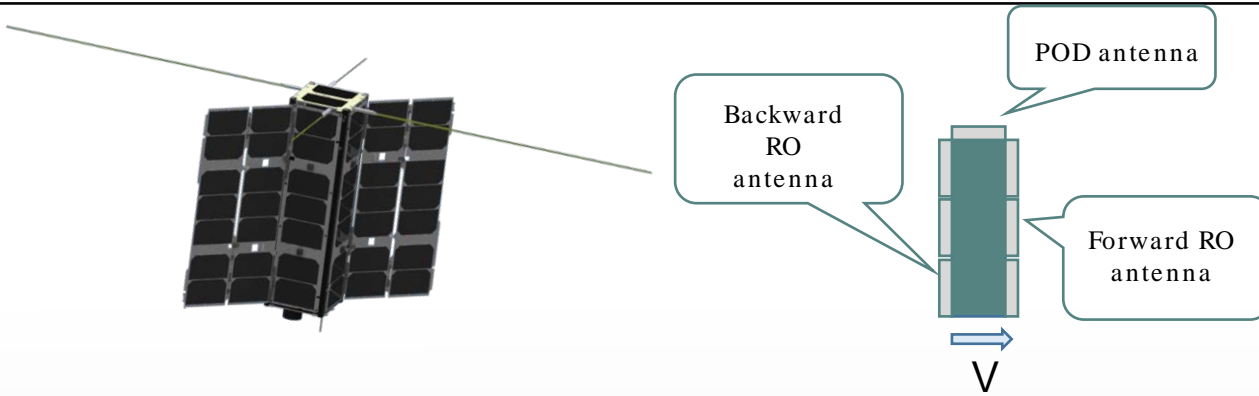 POD antenna
Backward
RO
antenna
Forward RO
antenna
V